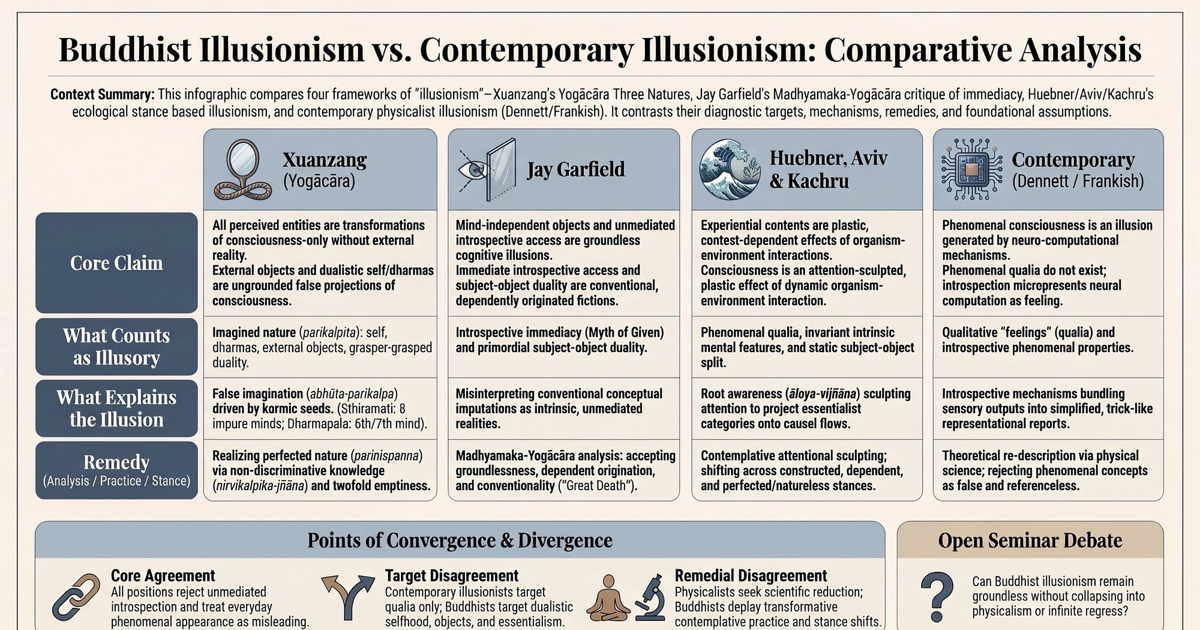 Buddhist Illusionism vs. Contemporary Illusionism: Comparative Analysis
Context Summary: This infographic compares four frameworks of "illusionism"—Xuanzang's Yogācāra Three Natures, Jay Garfield's Madhyamaka-Yogācāra critique of immediacy, Huebner/Aviv/Kachru's
ecological stance based illusionism, and contemporary physicalist illusionism (Dennett/Frankish). It contrasts their diagnostic targets, mechanisms, remedies, and foundational assumptions.
Xuanzang
(Yogācāra)
Jay Garfield
Huebner, Aviv
& Kachru
Contemporary
(Dennett / Frankish)
Core Claim
All perceived entities are transformations
of consciousness-only without external
reality.
External objects and dualistic self/dharmas
are ungrounded false projections of
consciousness.
Mind-independent objects and unmediated
introspective access are groundless
cognitive illusions.
Immediate introspective access and
subject-object duality are conventional,
dependently originated fictions.
Experiential contents are plastic,
contest-dependent effects of organism-
environment interactions.
Consciousness is an attention-sculpted,
plastic effect of dynamic organism-
environment interaction.
Phenomenal consciousness is an illusion
generated by neuro-computational
mechanisms.
Phenomenal qualia do not exist;
introspection micropresents neural
computation as feeling.
What Counts
as Illusory
Imagined nature (parikalpita): self,
dharmas, external objects, grasper-grasped
duality.
Introspective immediacy (Myth of Given)
and primordial subject-object duality.
Phenomenal qualia, invariant intrinsic
mental features, and static subject-object
split.
Qualitative "feelings" (qualia) and
introspective phenomenal properties.
What Explains
the Illusion
False imagination (abhūta-parikalpa)
driven by kormic seeds. (Sthiramati: 8
impure minds; Dharmapala: 6th/7th mind).
Misinterpreting conventional conceptual
imputations as intrinsic, unmediated
realities.
Root awareness (āloya-vijñāna) sculpting
attention to project essentialist
categories onto causel flows.
Introspective mechanisms bundling
sensory outputs into simplified, trick-like
representational reports.
Remedy
(Analysis / Practice / Stance)
Realizing perfected nature (parinispanna)
via non-discriminative knowledge
(nirvikalpika-jñāna) and twofold emptiness.
Madhyamaka-Yogācāra analysis: accepting
groundlessness, dependent origination,
and conventionality ("Great Death").
Contemplative attentional sculpting;
shifting across constructed, dependent,
and perfected/natureless stances.
Theoretical re-description via physical
science; rejecting phenomenal concepts
as false and referenceless.
Points of Convergence & Divergence
Core Agreement
All positions reject unmediated
introspection and treat everyday
phenomenal appearance as misleading.
Target Disagreement
Contemporary illusionists target
qualia only; Buddhists target dualistic
selfhood, objects, and essentialism.
Remedial Disagreement
Physicalists seek scientific reduction;
Buddhists deplay transformative
contemplative practice and stance shifts.
Open Seminar Debate
Can Buddhist illusionism remain
groundless without collapsing into
physicalism or infinite regress?